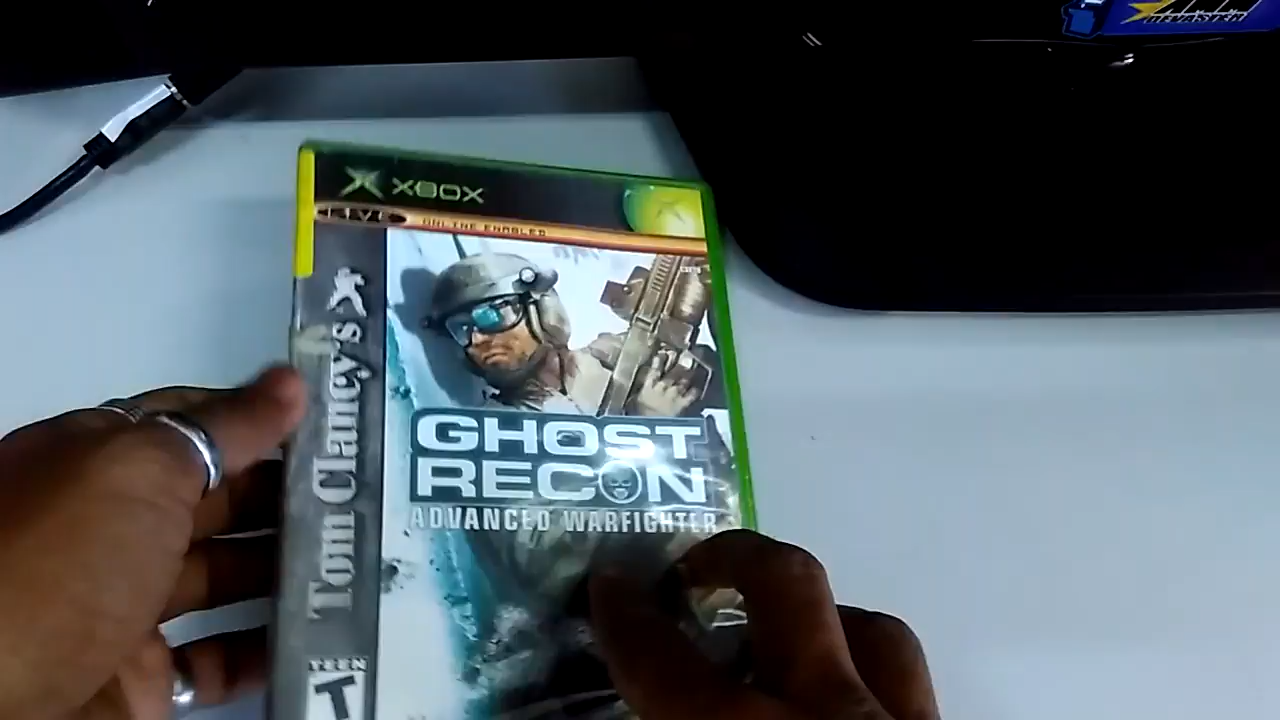 XBOX
LIVE ONLINE ENABLED
Tom Clancy's
GHOST
RECON
ADVANCED WARFIGHTER
TEEN
T